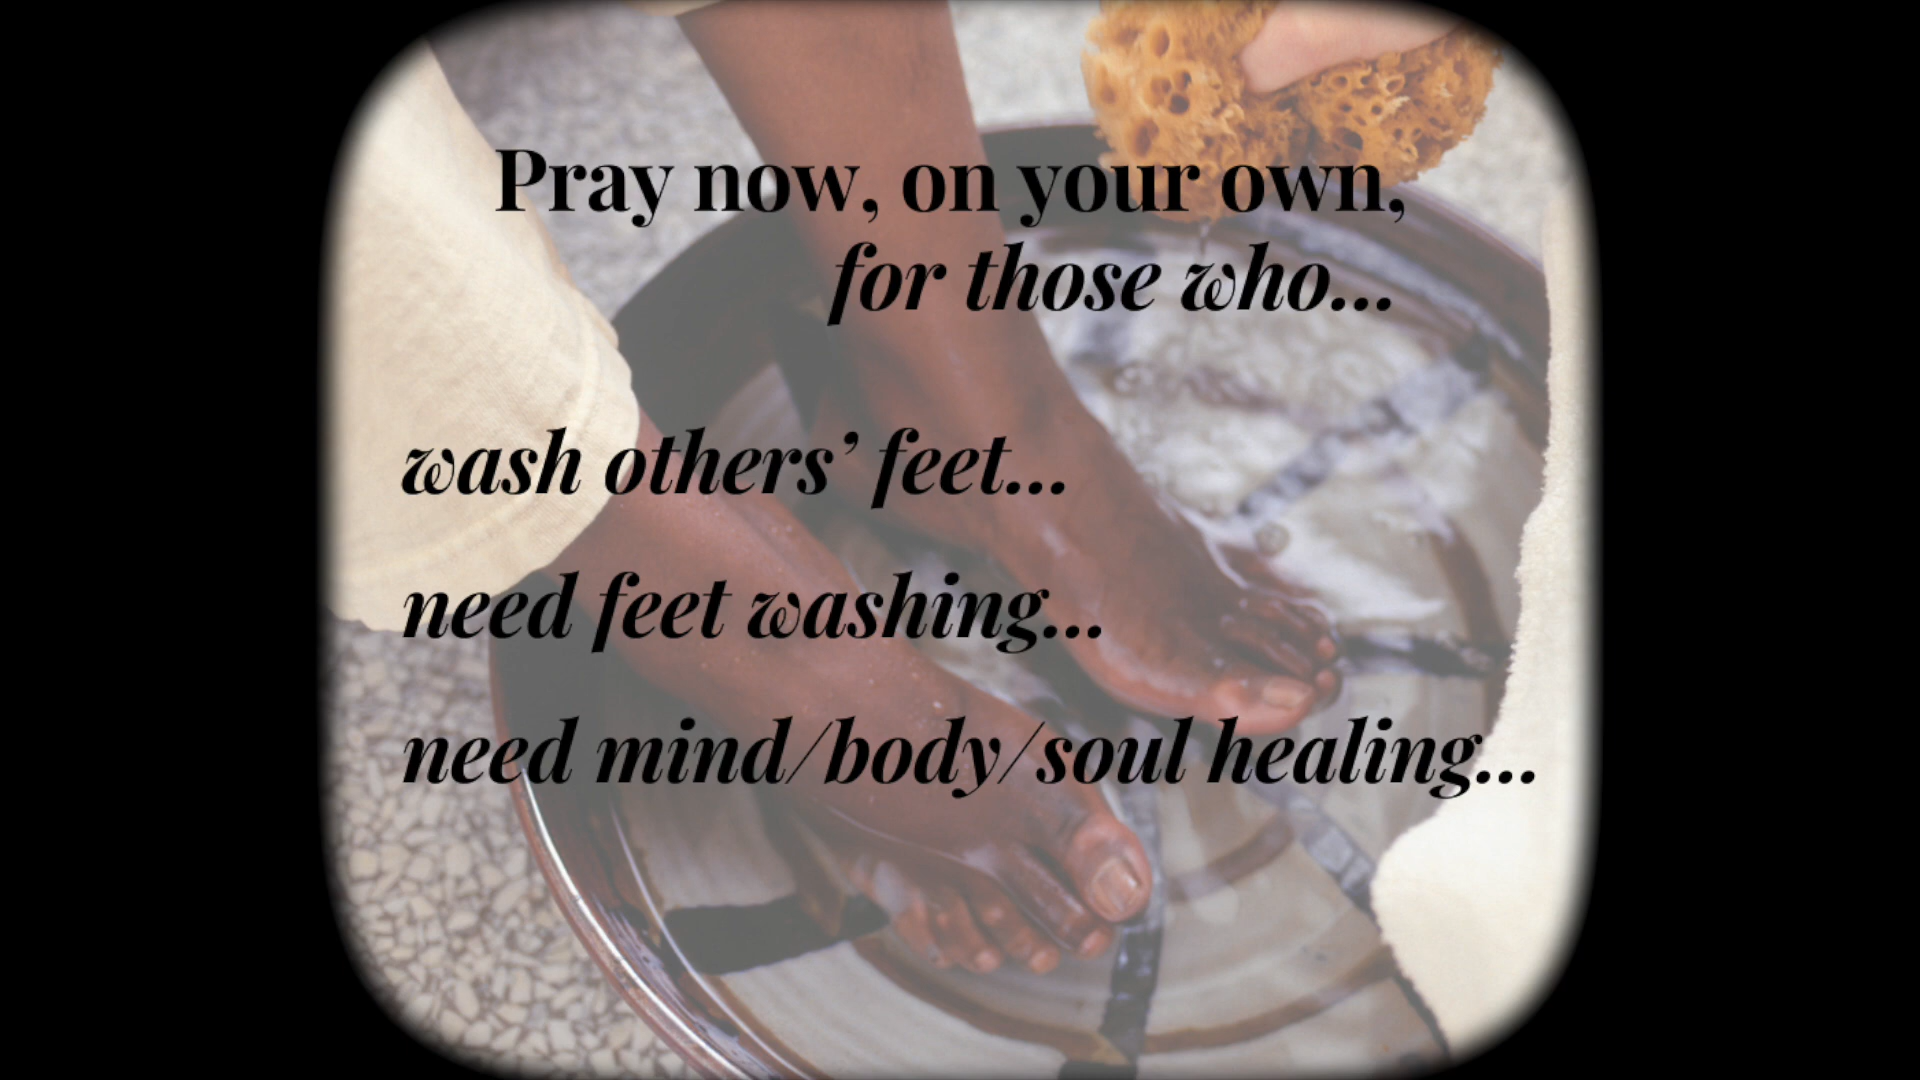 Pray now, on your own,
for those who...
wash others’ feet...
need feet washing...
need mind/body/soul healing...